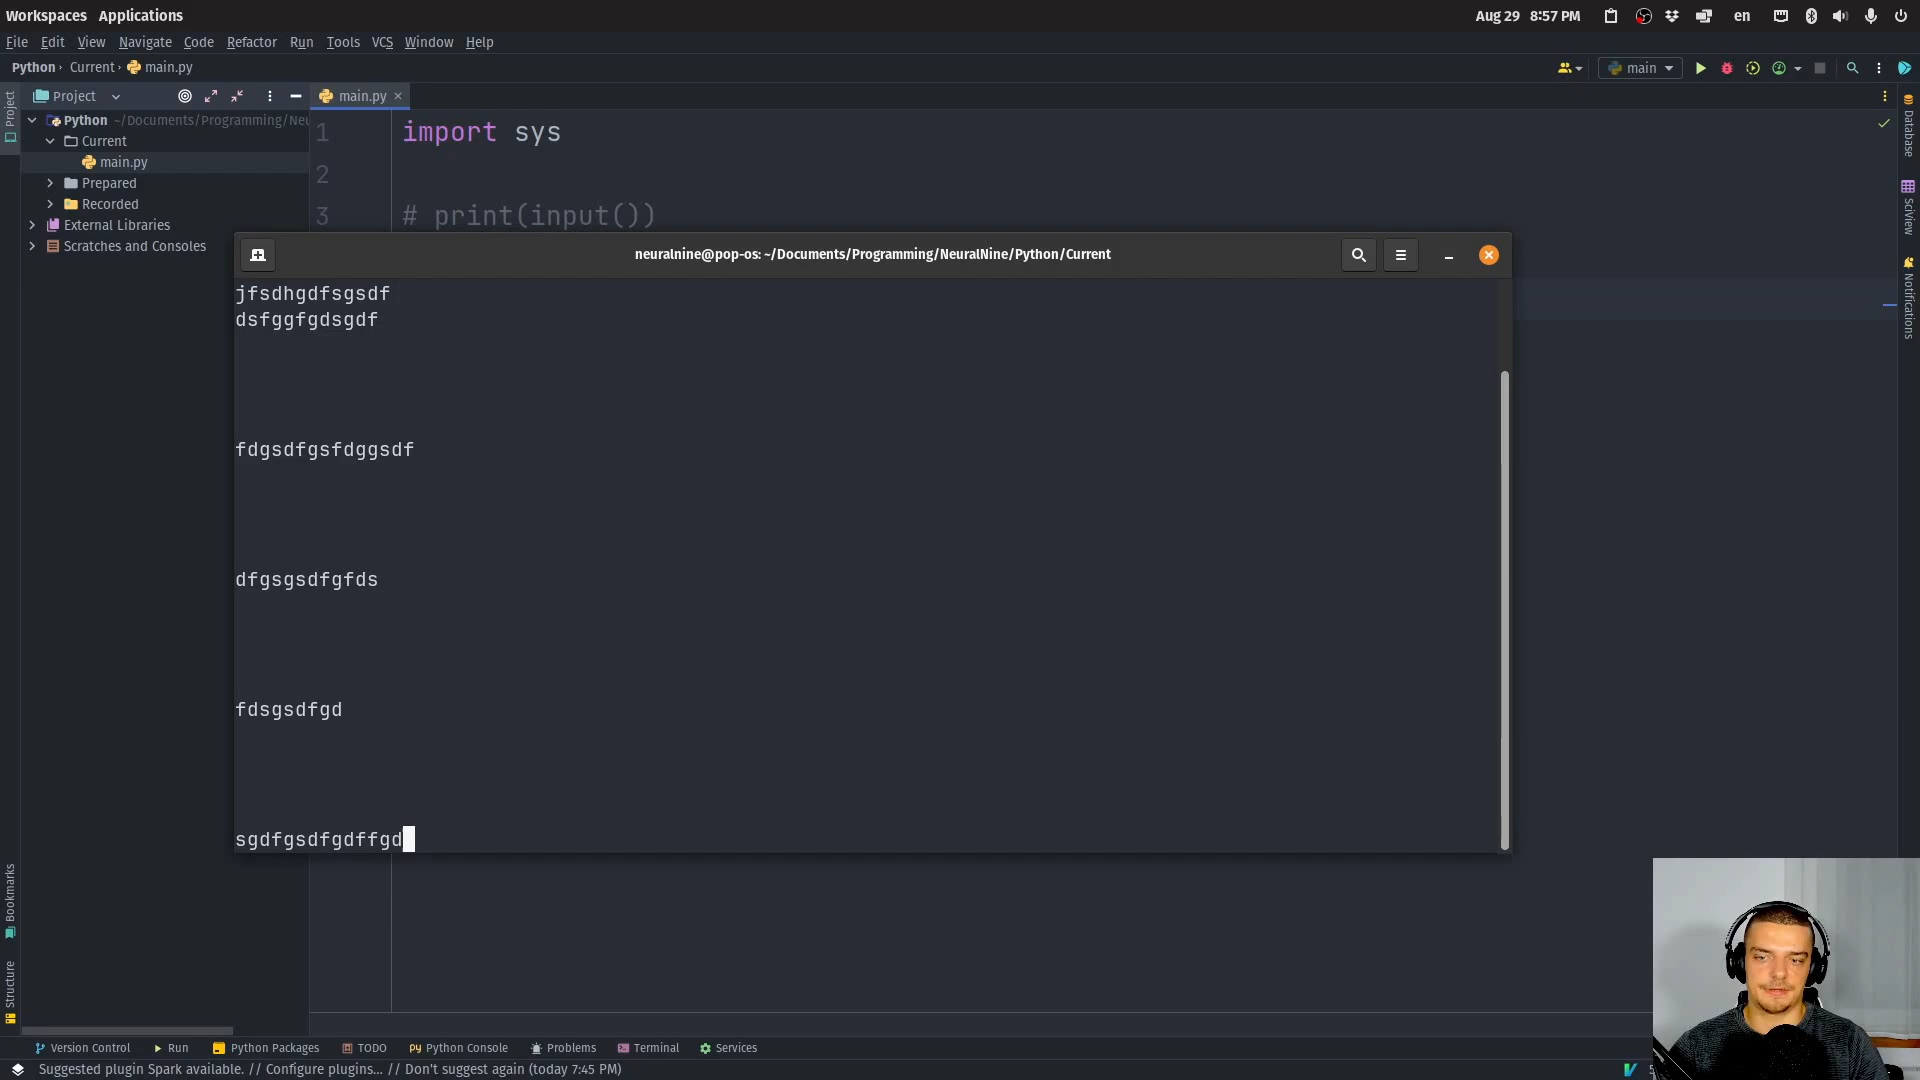 Workspaces Applications
Aug 29 8:57 PM
en
File Edit View Navigate Code Refactor Run Tools VCS Window Help
Python Current main.py
main
Project
main.py
Python ~/Documents/Programming/Neu
Current
main.py
Prepared
Recorded
External Libraries
Scratches and Consoles
1 import sys
2
3 # print(input())
neuralnine@pop-os: ~/Documents/Programming/NeuralNine/Python/Current
jfsdhgdfsgsdf
dsfggfgdsgdf
fdgsdfgsfdggsdf
dfgsgsdfgfds
fdsgsdfgd
sgdfgsdfgdffgd
Project
Bookmarks
Structure
Database
SciView
Notifications
Version Control Run Python Packages TODO Python Console Problems Terminal Services
Suggested plugin Spark available. // Configure plugins... // Don't suggest again (today 7:45 PM)